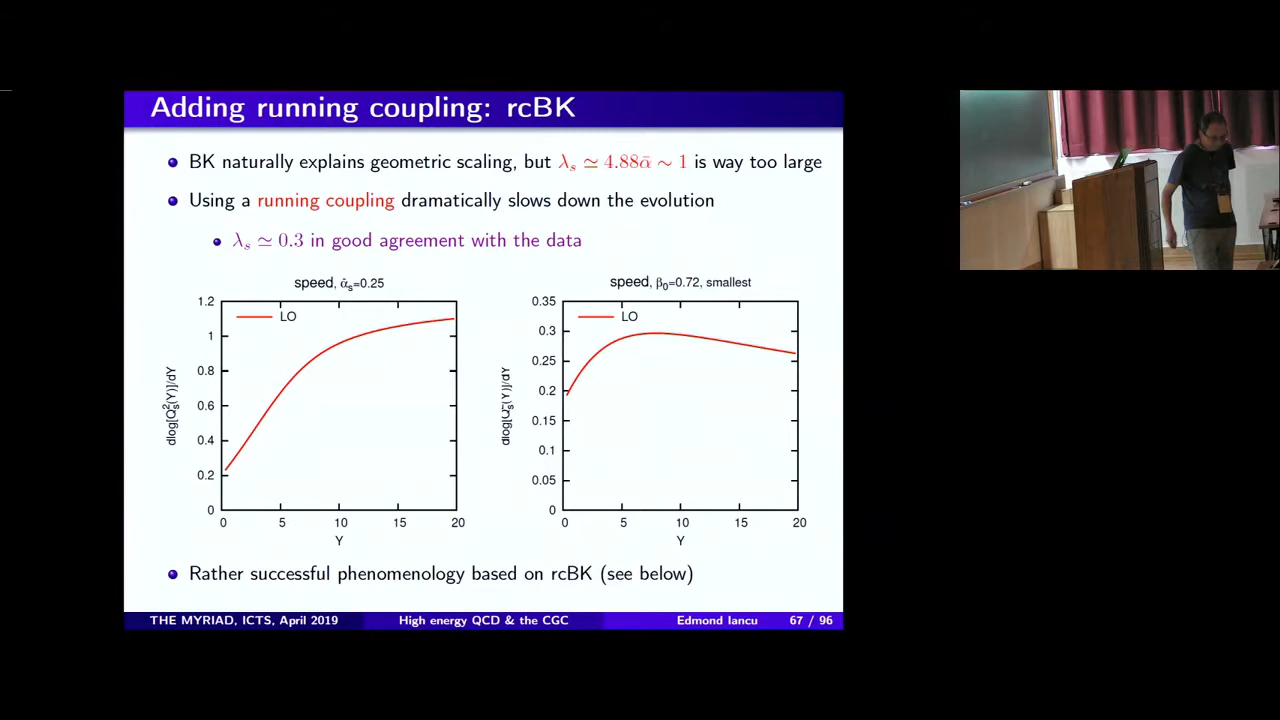 Adding running coupling: rcBK
BK naturally explains geometric scaling, but λₛ ≃ 4.88ᾱ ∼ 1 is way too large
Using a running coupling dramatically slows down the evolution
λₛ ≃ 0.3 in good agreement with the data
speed, ᾱₛ=0.25
1.2
1
0.8
0.6
0.4
0.2
0
LO
dlog[Qₛ²(Y)]/dY
0 5 10 15 20
Y
speed, β₀=0.72, smallest
0.35
0.3
0.25
0.2
0.15
0.1
0.05
0
LO
0 5 10 15 20
Y
Rather successful phenomenology based on rcBK (see below)
THE MYRIAD, ICTS, April 2019 High energy QCD & the CGC Edmond Iancu 67 / 96